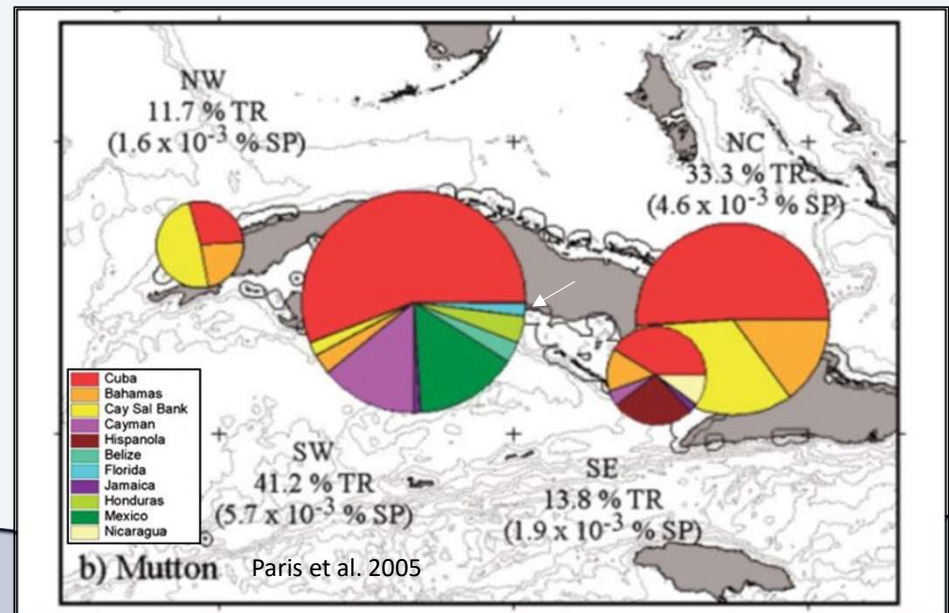 NW
11.7 % TR
(1.6 x 10⁻³ % SP)
NC
33.3 % TR
(4.6 x 10⁻³ % SP)
Cuba
Bahamas
Cay Sal Bank
Cayman
Hispanola
Belize
Florida
Jamaica
Honduras
Mexico
Nicaragua
SW
41.2 % TR
(5.7 x 10⁻³ % SP)
SE
13.8 % TR
(1.9 x 10⁻³ % SP)
b) Mutton Paris et al. 2005